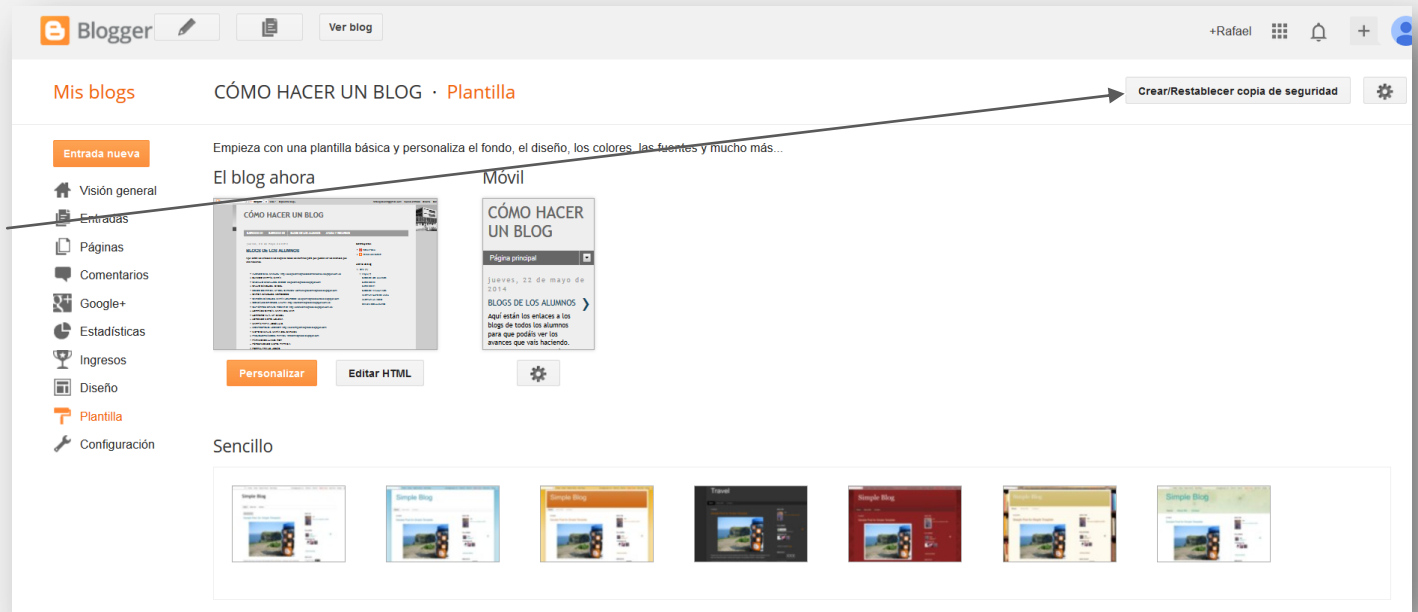 Blogger
Ver blog
+Rafael
Mis blogs
CÓMO HACER UN BLOG · Plantilla
Crear/Restablecer copia de seguridad
Entrada nueva
Visión general
Entradas
Páginas
Comentarios
Google+
Estadísticas
Ingresos
Diseño
Plantilla
Configuración
Empieza con una plantilla básica y personaliza el fondo, el diseño, los colores, las fuentes y mucho más...
El blog ahora
Móvil
CÓMO HACER UN BLOG
BLOGS DE LOS ALUMNOS
CÓMO HACER
UN BLOG
Página principal
jueves, 22 de mayo de
2014
BLOGS DE LOS ALUMNOS
Aquí están los enlaces a los
blogs de todos los alumnos
para que podáis ver los
avances que vais haciendo.
Personalizar
Editar HTML
Sencillo
Simple Blog
Simple Blog
Simple Blog
Travel
Simple Blog
Simple Blog
Simple Blog